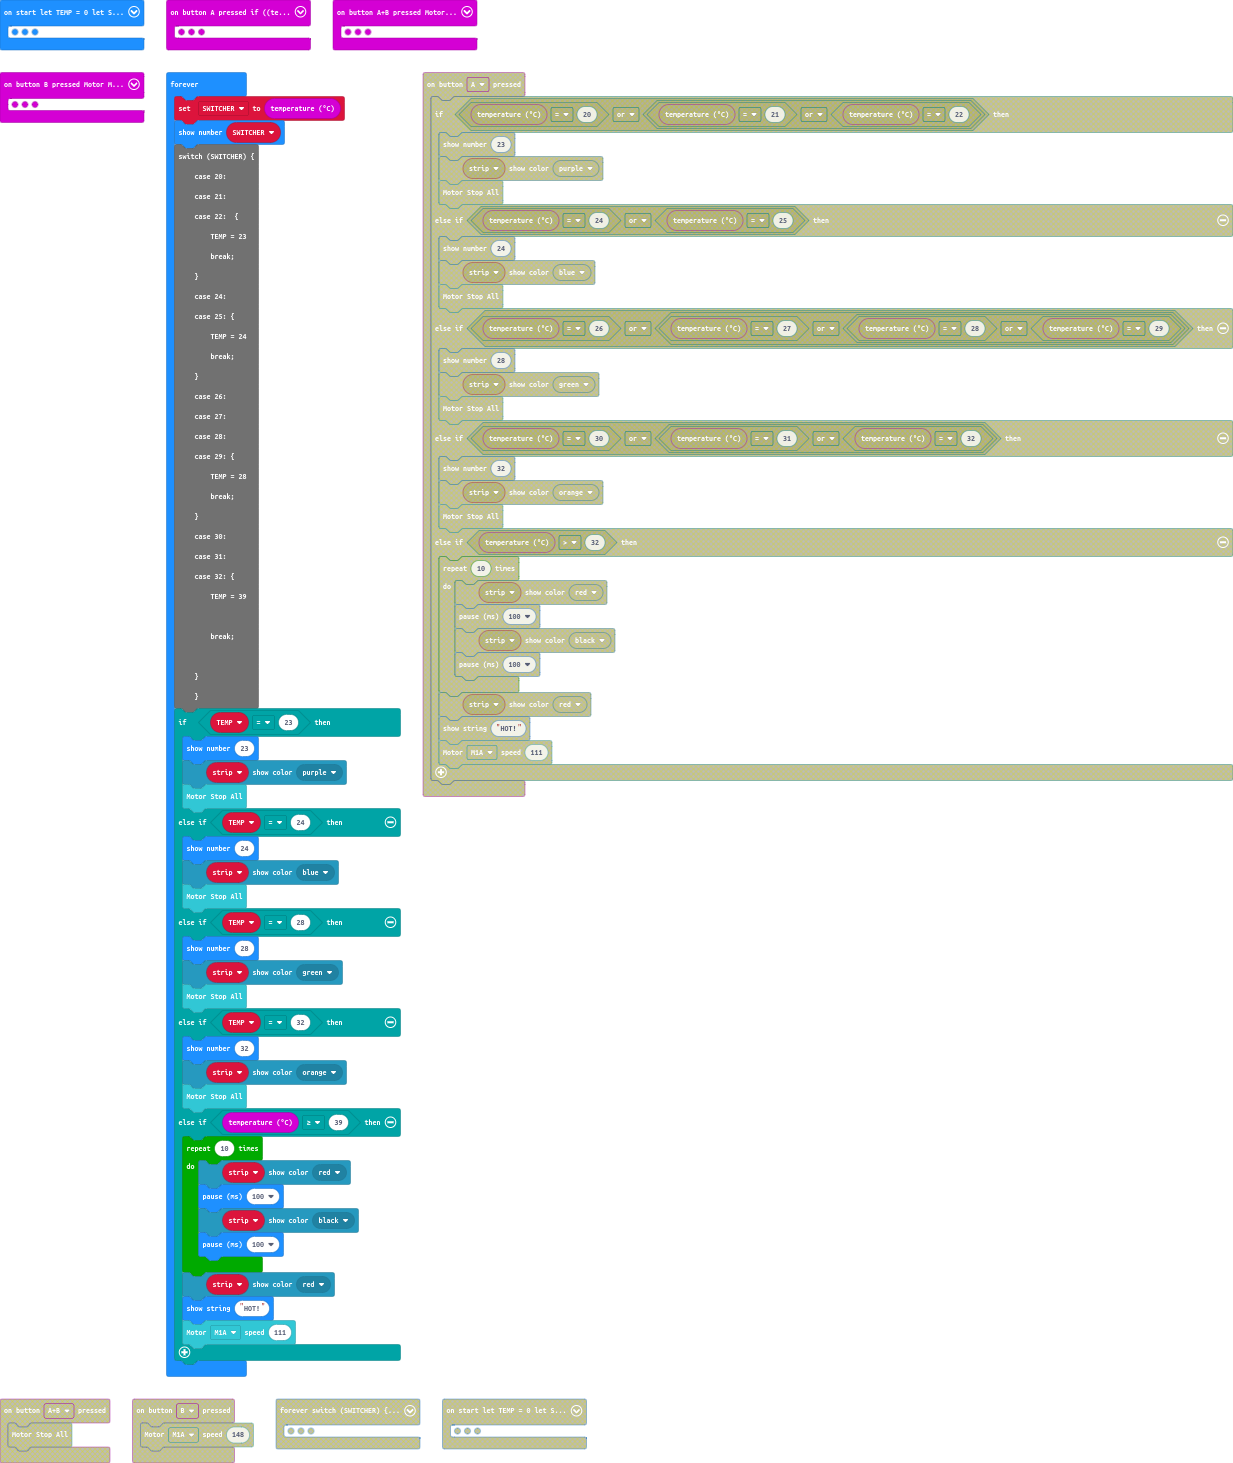 on start let TEMP = 0 let S...
on button A pressed if ((te...
on button A+B pressed Motor...
on button B pressed Motor M...
forever
set SWITCHER to temperature (°C)
show number SWITCHER
switch (SWITCHER) {
case 20:
case 21:
case 22: {
TEMP = 23
break;
}
case 24:
case 25: {
TEMP = 24
break;
}
case 26:
case 27:
case 28:
case 29: {
TEMP = 28
break;
}
case 30:
case 31:
case 32: {
TEMP = 39
break;
}
}
if TEMP = 23 then
show number 23
strip show color purple
Motor Stop All
else if TEMP = 24 then
show number 24
strip show color blue
Motor Stop All
else if TEMP = 28 then
show number 28
strip show color green
Motor Stop All
else if TEMP = 32 then
show number 32
strip show color orange
Motor Stop All
else if temperature (°C) ≥ 39 then
repeat 10 times
do
strip show color red
pause (ms) 100
strip show color black
pause (ms) 100
strip show color red
show string "HOT!"
Motor M1A speed 111
on button A pressed
if temperature (°C) = 20 or temperature (°C) = 21 or temperature (°C) = 22 then
show number 23
strip show color purple
Motor Stop All
else if temperature (°C) = 24 or temperature (°C) = 25 then
show number 24
strip show color blue
Motor Stop All
else if temperature (°C) = 26 or temperature (°C) = 27 or temperature (°C) = 28 or temperature (°C) = 29 then
show number 28
strip show color green
Motor Stop All
else if temperature (°C) = 30 or temperature (°C) = 31 or temperature (°C) = 32 then
show number 32
strip show color orange
Motor Stop All
else if temperature (°C) > 32 then
repeat 10 times
do
strip show color red
pause (ms) 100
strip show color black
pause (ms) 100
strip show color red
show string "HOT!"
Motor M1A speed 111
on button A+B pressed
Motor Stop All
on button B pressed
Motor M1A speed 148
forever switch (SWITCHER) {...
on start let TEMP = 0 let S...